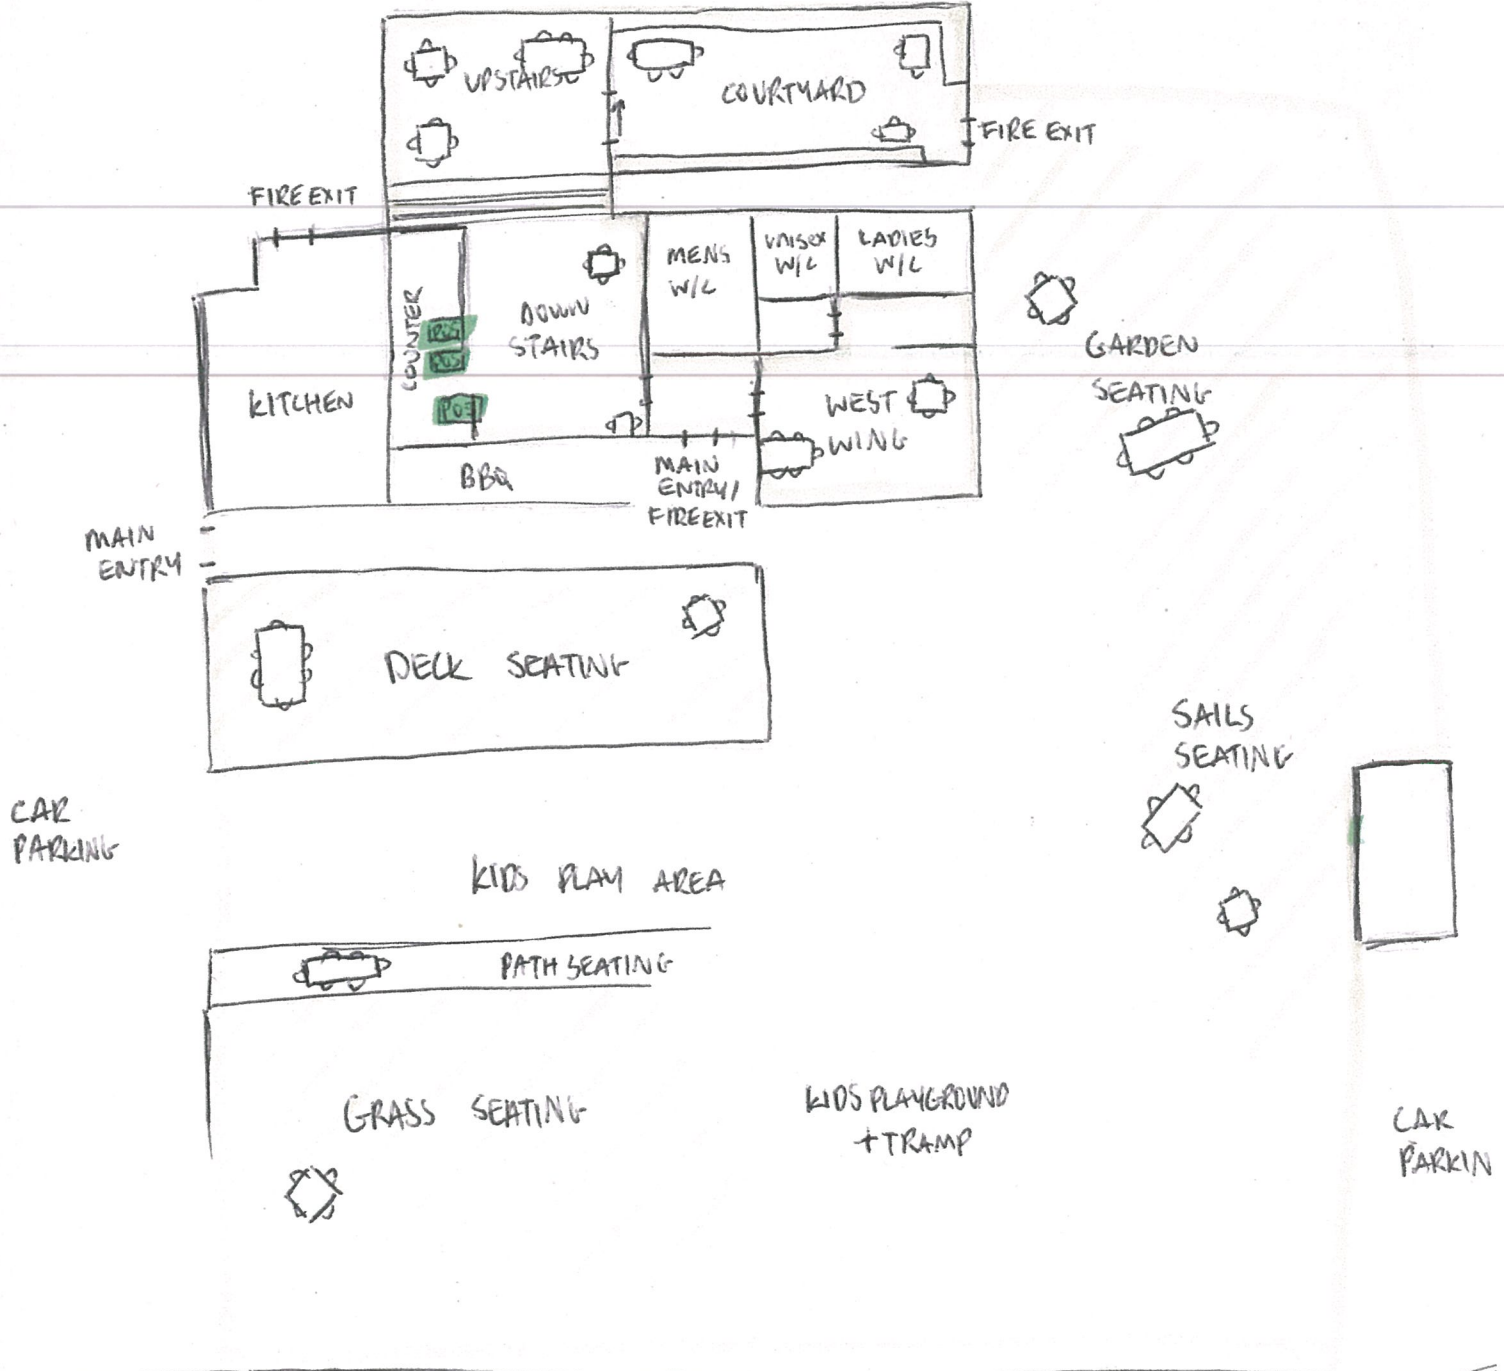 UPSTAIRS
COURTYARD
FIRE EXIT
FIRE EXIT
MENS
W/C
UNISEX
W/C
LADIES
W/C
COUNTER
POS
POS
POS
DOWN
STAIRS
KITCHEN
WEST
WING
GARDEN
SEATING
BBQ
MAIN
ENTRY/
FIRE EXIT
MAIN
ENTRY
DECK SEATING
SAILS
SEATING
CAR
PARKING
KIDS PLAY AREA
PATH SEATING
GRASS SEATING
KIDS PLAYGROUND
+ TRAMP
CAR
PARKIN